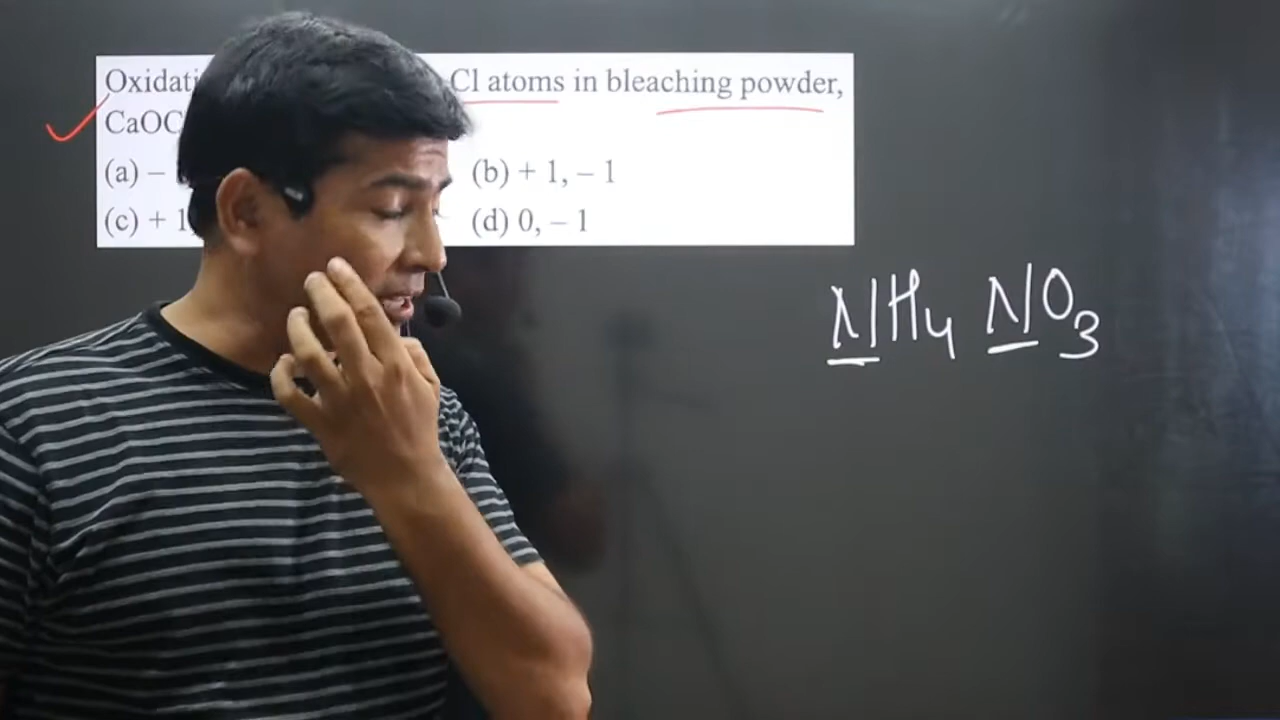 Oxidati Cl atoms in bleaching powder,
CaOC
(a) – (b) + 1, – 1
(c) + 1 (d) 0, – 1
NH4 NO3